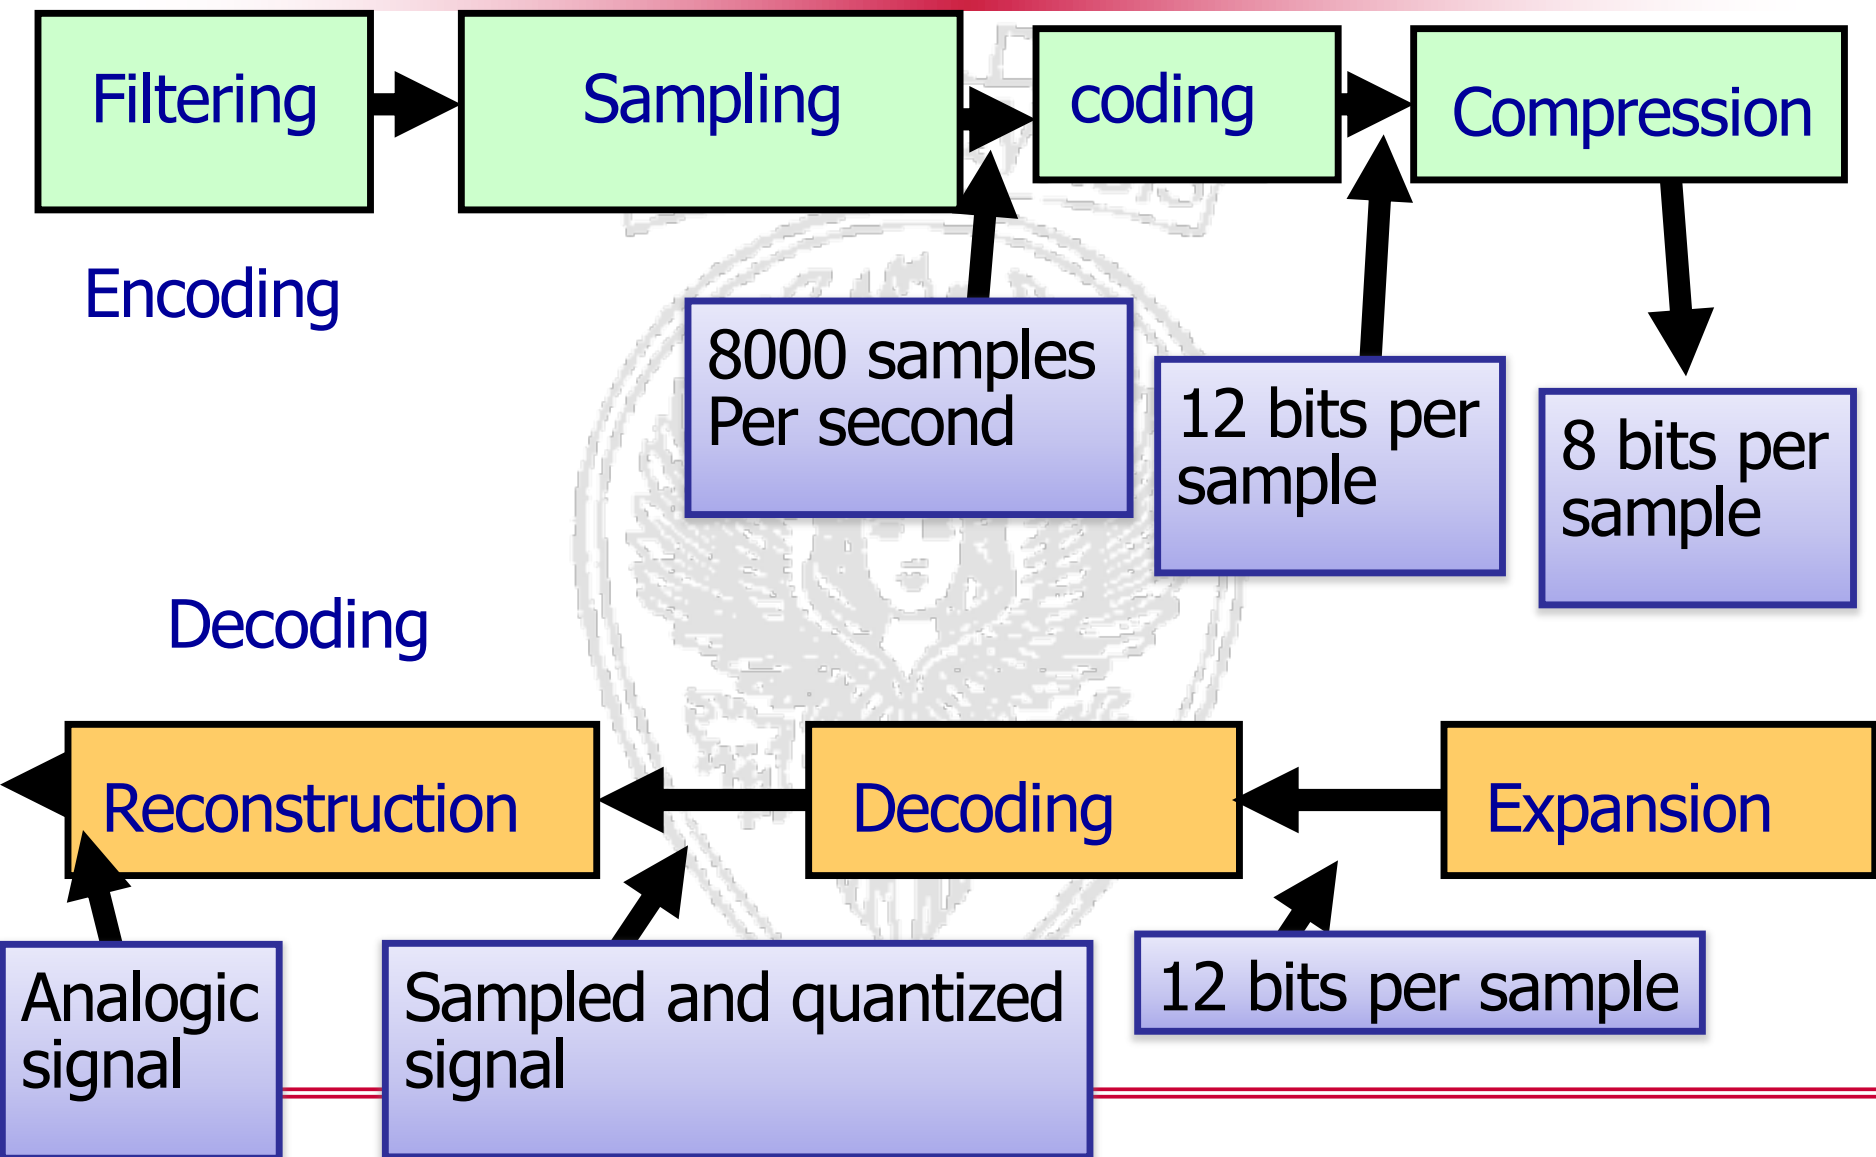 Filtering
Sampling
coding
Compression
Encoding
8000 samples
Per second
12 bits per
sample
8 bits per
sample
Decoding
Reconstruction
Decoding
Expansion
Analogic
signal
Sampled and quantized
signal
12 bits per sample